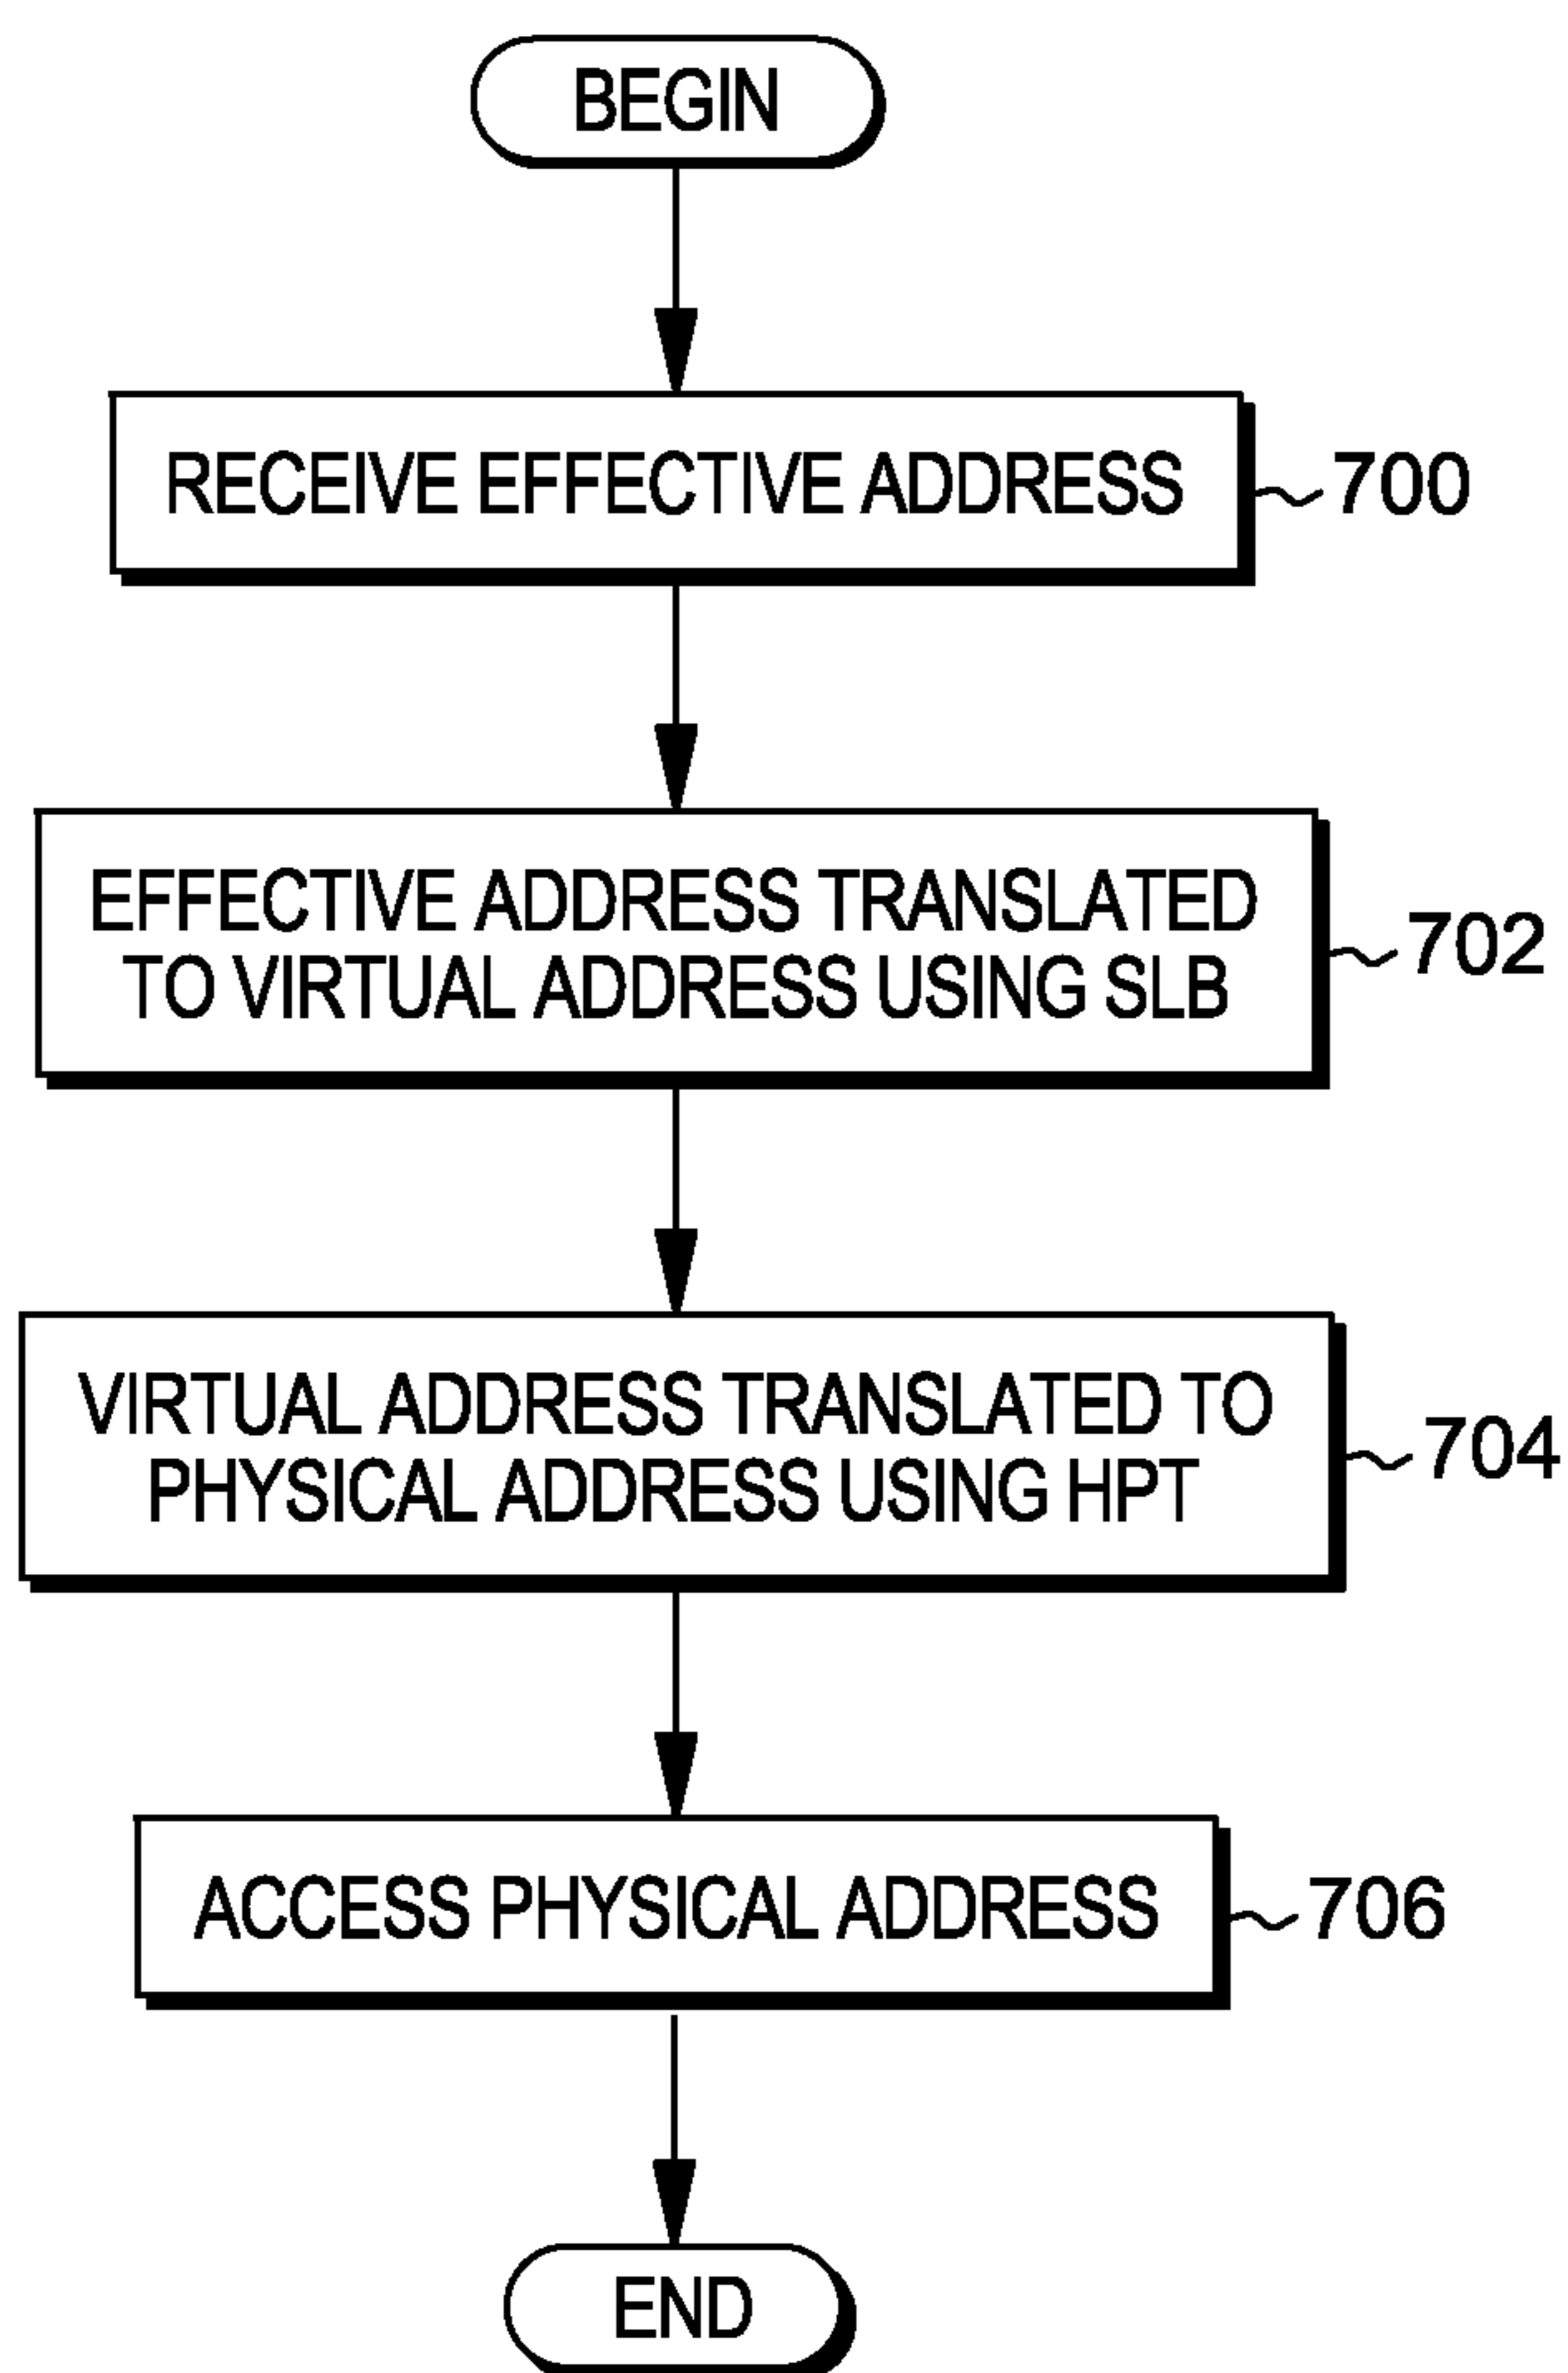 BEGIN
RECEIVE EFFECTIVE ADDRESS
700
EFFECTIVE ADDRESS TRANSLATED
TO VIRTUAL ADDRESS USING SLB
702
VIRTUAL ADDRESS TRANSLATED TO
PHYSICAL ADDRESS USING HPT
704
ACCESS PHYSICAL ADDRESS
706
END